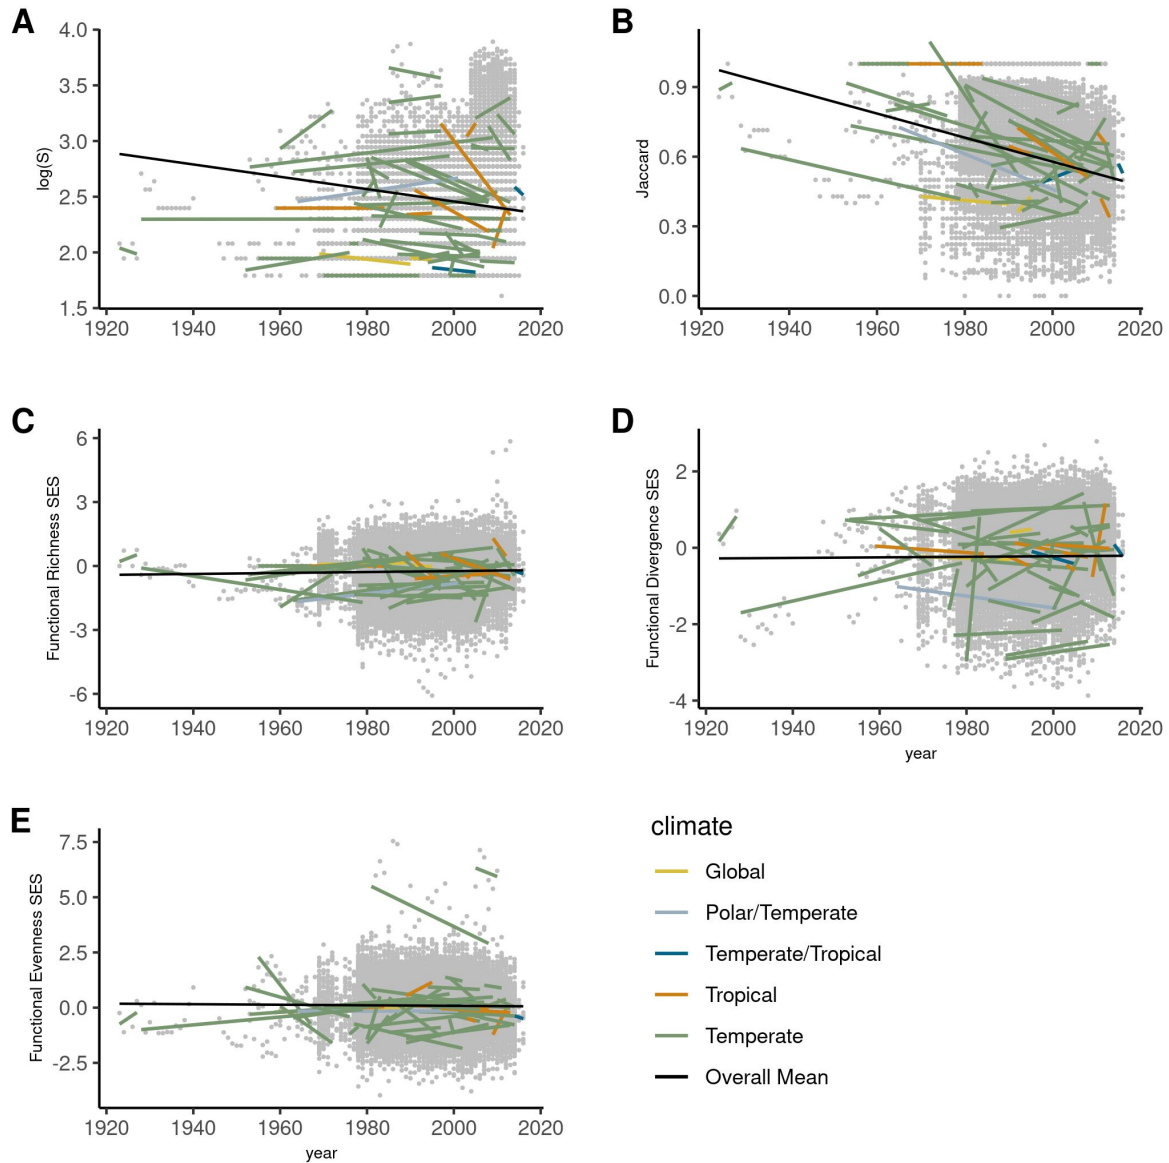 A
B
4.0
3.5
3.0
2.5
2.0
1.5
log(S)
1920 1940 1960 1980 2000 2020
0.9
0.6
0.3
0.0
Jaccard
1920 1940 1960 1980 2000 2020
C
D
6
3
0
-3
-6
Functional Richness SES
1920 1940 1960 1980 2000 2020
2
0
-2
-4
Functional Divergence SES
1920 1940 1960 1980 2000 2020
year
E
7.5
5.0
2.5
0.0
-2.5
Functional Evenness SES
1920 1940 1960 1980 2000 2020
year
climate
Global
Polar/Temperate
Temperate/Tropical
Tropical
Temperate
Overall Mean